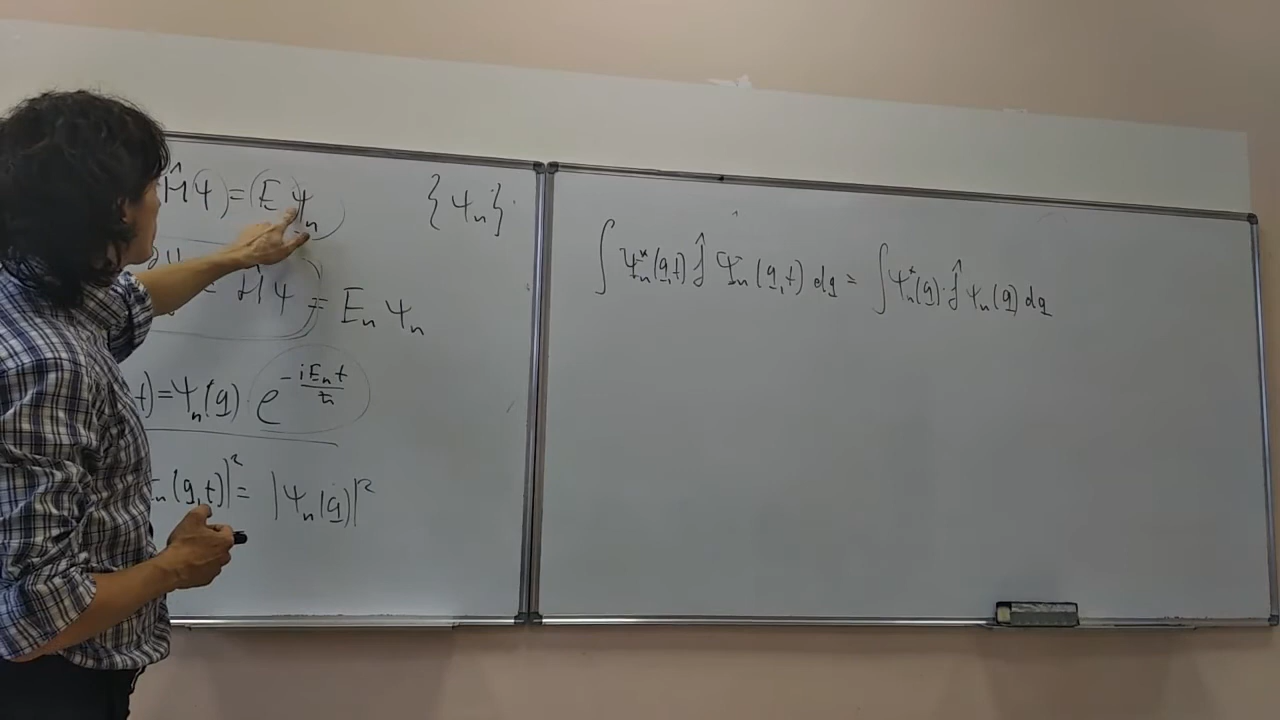 Ĥψ = (E ψₙ) {ψₙ}
Ĥψ = Eₙ ψₙ
t) = ψₙ(q) e^{-iEₙt/ħ}
ₙ(q,t)|² = |ψₙ(q)|²
∫ Ψₙ*(q,t) f̂ Ψₙ(q,t) dq = ∫ ψₙ*(q) · f̂ ψₙ(q) dq